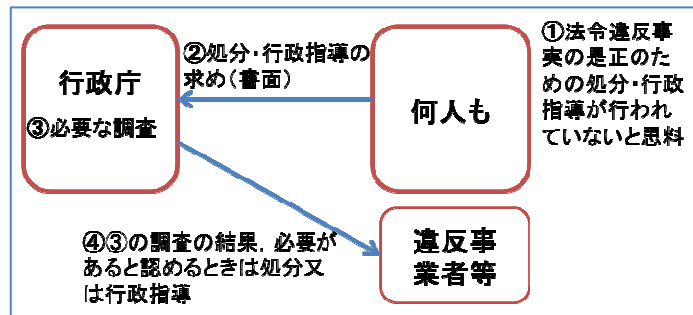 行政庁
③必要な調査
②処分・行政指導の
求め(書面)
何人も
①法令違反事
実の是正のた
めの処分・行政
指導が行われ
ていないと思料
④③の調査の結果，必要が
あると認めるときは処分又
は行政指導
違反事
業者等